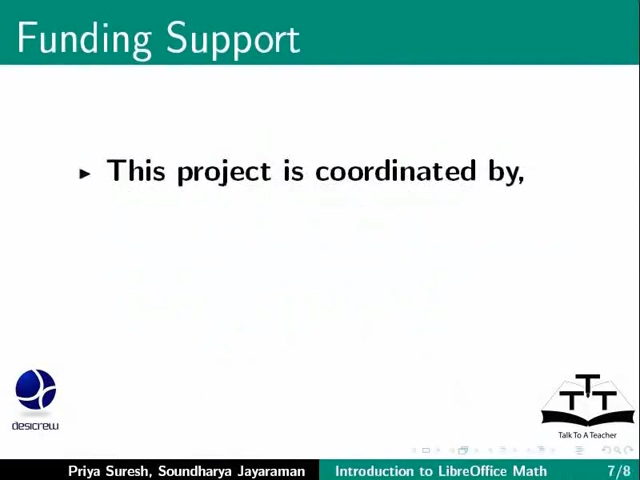 Funding Support
▶ This project is coordinated by,
desicrew
TTT
Talk To A Teacher
Priya Suresh, Soundharya Jayaraman
Introduction to LibreOffice Math
7/8